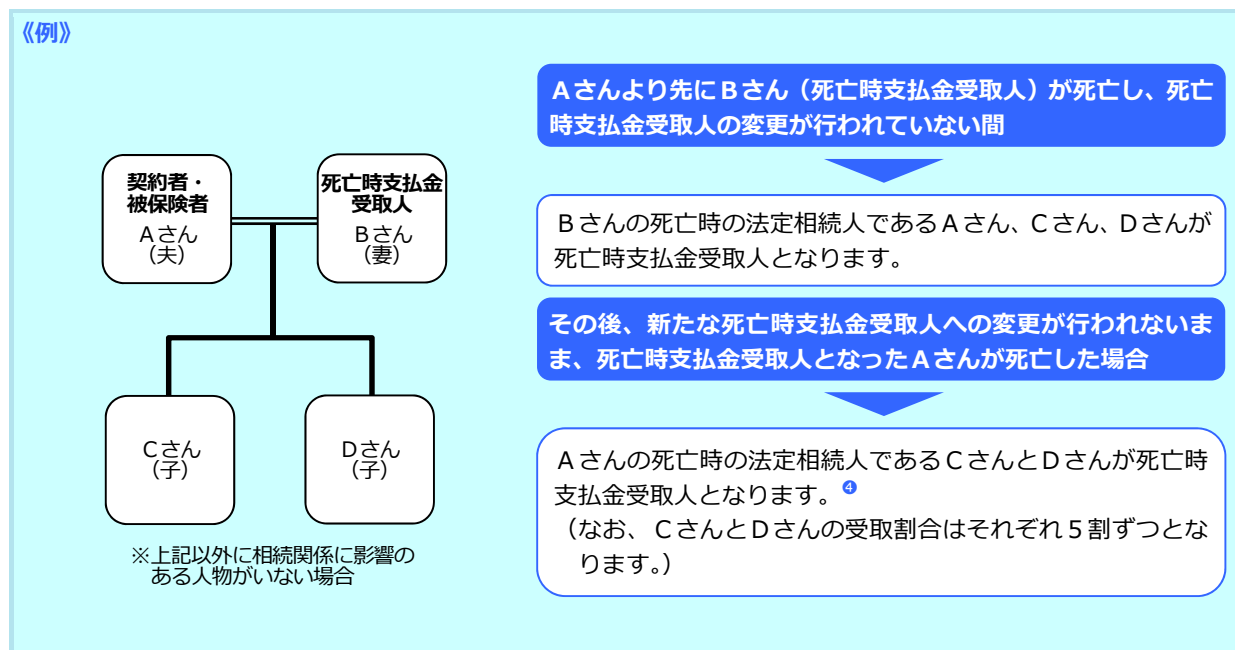 《例》
契約者・
被保険者
Aさん
(夫)
死亡時支払金
受取人
Bさん
(妻)
Cさん
(子)
Dさん
(子)
※上記以外に相続関係に影響の
ある人物がいない場合
Aさんより先にBさん(死亡時支払金受取人)が死亡し、死亡
時支払金受取人の変更が行われていない間
Bさんの死亡時の法定相続人であるAさん、Cさん、Dさんが
死亡時支払金受取人となります。
その後、新たな死亡時支払金受取人への変更が行われないま
ま、死亡時支払金受取人となったAさんが死亡した場合
Aさんの死亡時の法定相続人であるCさんとDさんが死亡時
支払金受取人となります。❹
(なお、CさんとDさんの受取割合はそれぞれ5割ずつとな
ります。)